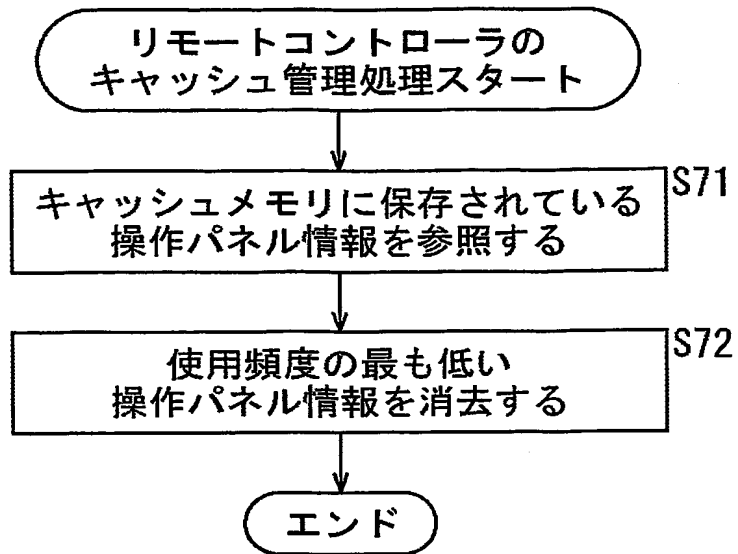 リモートコントローラの
キャッシュ管理処理スタート
S71
キャッシュメモリに保存されている
操作パネル情報を参照する
S72
使用頻度の最も低い
操作パネル情報を消去する
エンド